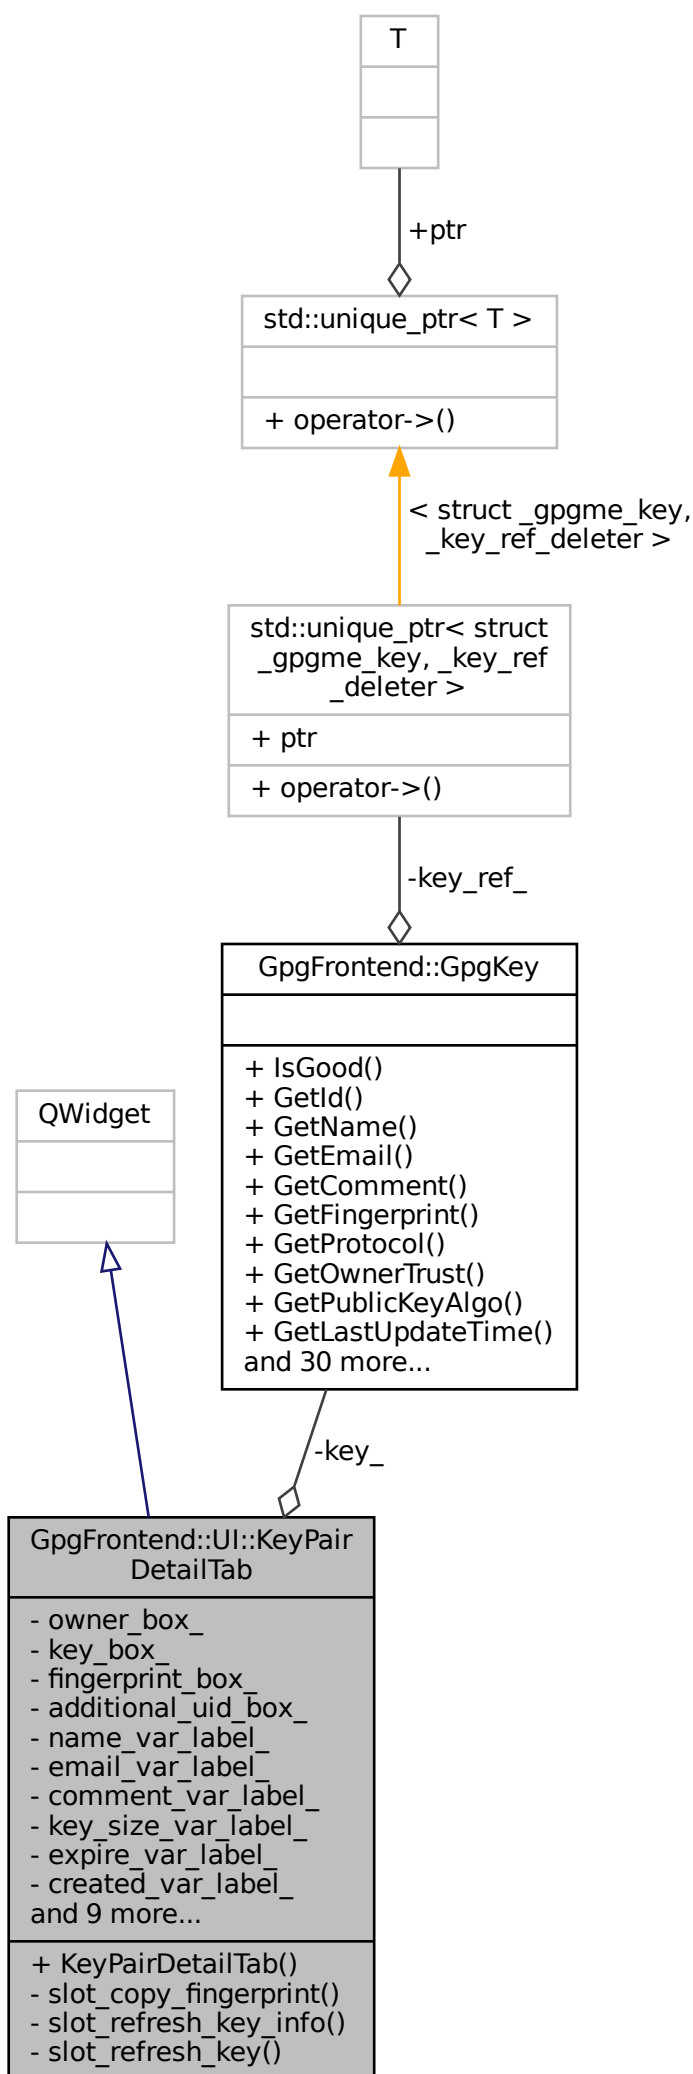 T
+ptr
std::unique_ptr< T >
+ operator->()
< struct _gpgme_key,
_key_ref_deleter >
std::unique_ptr< struct
_gpgme_key, _key_ref
_deleter >
+ ptr
+ operator->()
-key_ref_
GpgFrontend::GpgKey
+ IsGood()
+ GetId()
+ GetName()
+ GetEmail()
+ GetComment()
+ GetFingerprint()
+ GetProtocol()
+ GetOwnerTrust()
+ GetPublicKeyAlgo()
+ GetLastUpdateTime()
and 30 more...
QWidget
-key_
GpgFrontend::UI::KeyPair
DetailTab
- owner_box_
- key_box_
- fingerprint_box_
- additional_uid_box_
- name_var_label_
- email_var_label_
- comment_var_label_
- key_size_var_label_
- expire_var_label_
- created_var_label_
and 9 more...
+ KeyPairDetailTab()
- slot_copy_fingerprint()
- slot_refresh_key_info()
- slot_refresh_key()